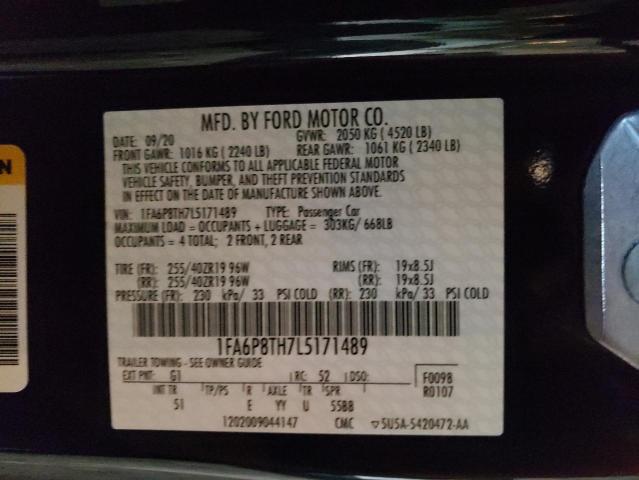 MFD. BY FORD MOTOR CO.
DATE: 09/20 GVWR: 2050 KG ( 4520 LB)
FRONT GAWR: 1016 KG ( 2240 LB) REAR GAWR: 1061 KG ( 2340 LB)
THIS VEHICLE CONFORMS TO ALL APPLICABLE FEDERAL MOTOR
VEHICLE SAFETY, BUMPER, AND THEFT PREVENTION STANDARDS
IN EFFECT ON THE DATE OF MANUFACTURE SHOWN ABOVE.
VIN: 1FA6P8TH7L5171489 TYPE: Passenger Car
MAXIMUM LOAD = OCCUPANTS + LUGGAGE = 303KG/ 668LB
OCCUPANTS = 4 TOTAL; 2 FRONT, 2 REAR
TIRE (FR): 255/40ZR19 96W RIMS (FR): 19x8.5J
(RR): 255/40ZR19 96W (RR): 19x8.5J
PRESSURE (FR): 230 kPa/ 33 PSI COLD (RR): 230 kPa/ 33 PSI COLD
1FA6P8TH7L5171489
TRAILER TOWING - SEE OWNER GUIDE
EXT PNT: G1 RC: 52 DSO: F0098
INT TR TP/PS R AXLE TR SPR R0107
51 E YY U 55BB
1202009044147 CMC ▽5U5A-5420472-AA